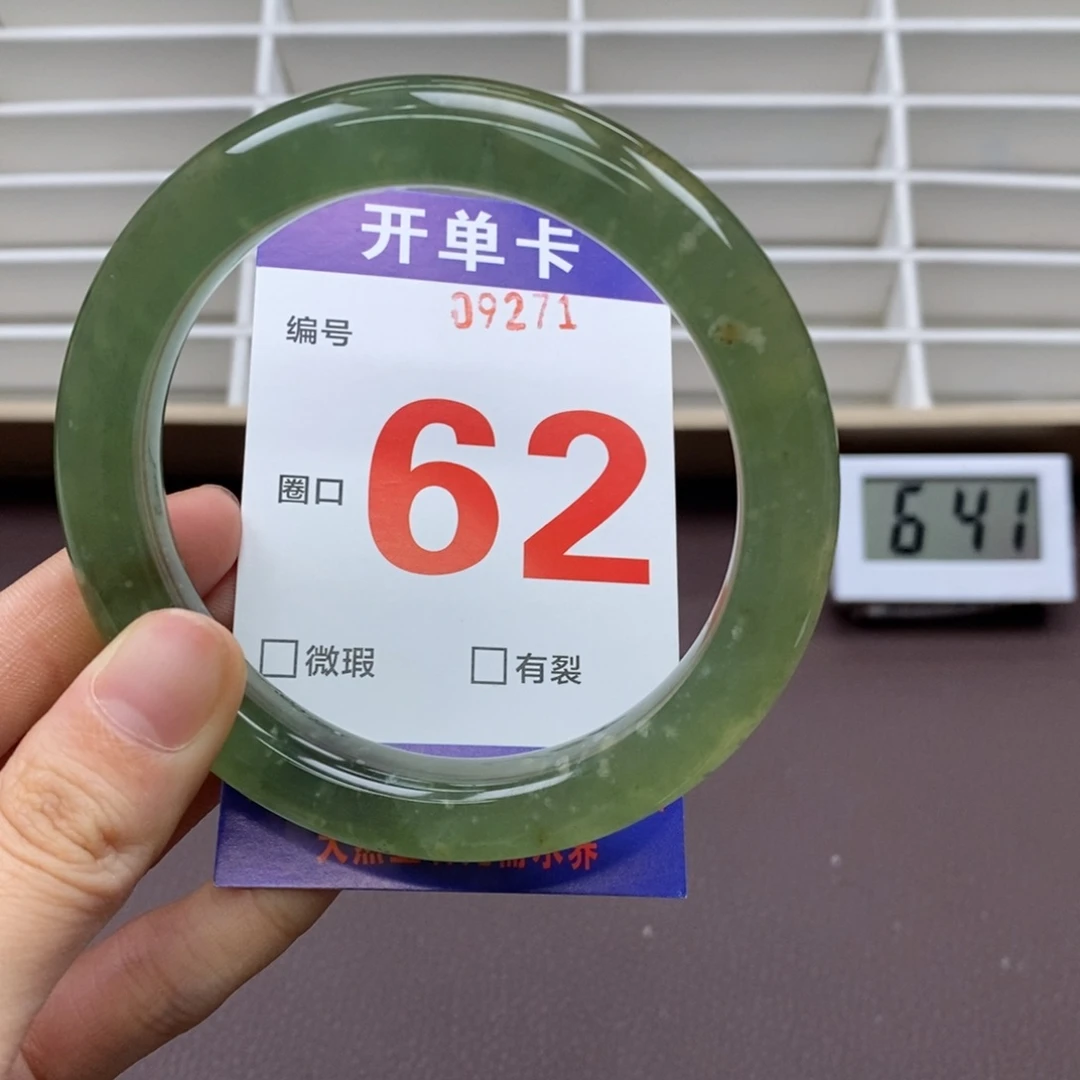 开单卡
编号 09271
圈口 62
微瑕 有裂
641